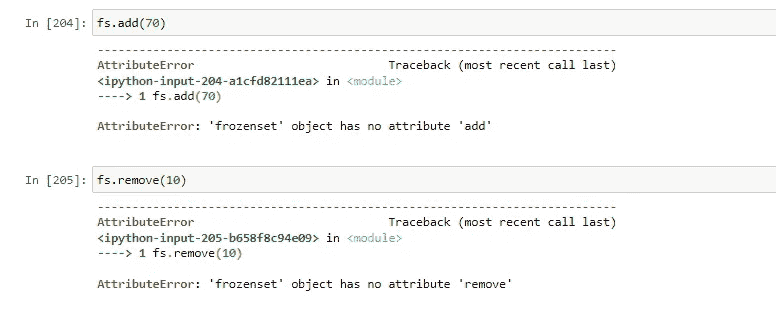 In [204]: fs.add(70)
---------------------------------------------------------------------------
AttributeError                            Traceback (most recent call last)
<ipython-input-204-a1cfd82111ea> in <module>
----> 1 fs.add(70)
AttributeError: 'frozenset' object has no attribute 'add'
In [205]: fs.remove(10)
---------------------------------------------------------------------------
AttributeError                            Traceback (most recent call last)
<ipython-input-205-b658f8c94e09> in <module>
----> 1 fs.remove(10)
AttributeError: 'frozenset' object has no attribute 'remove'